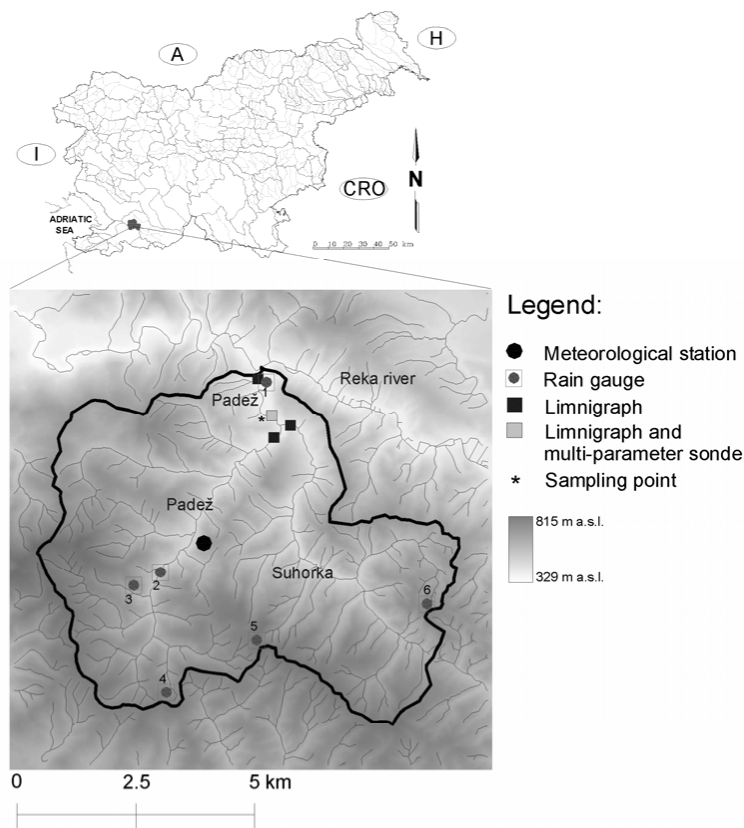 H
A
I
CRO
N
ADRIATIC
SEA
0 10 20 30 40 50 km
Legend:
Meteorological station
Rain gauge
Limnigraph
Limnigraph and
multi-parameter sonde
* Sampling point
815 m a.s.l.
329 m a.s.l.
Reka river
1
Padež
*
Padež
Suhorka
2
3
6
5
4
0 2.5 5 km